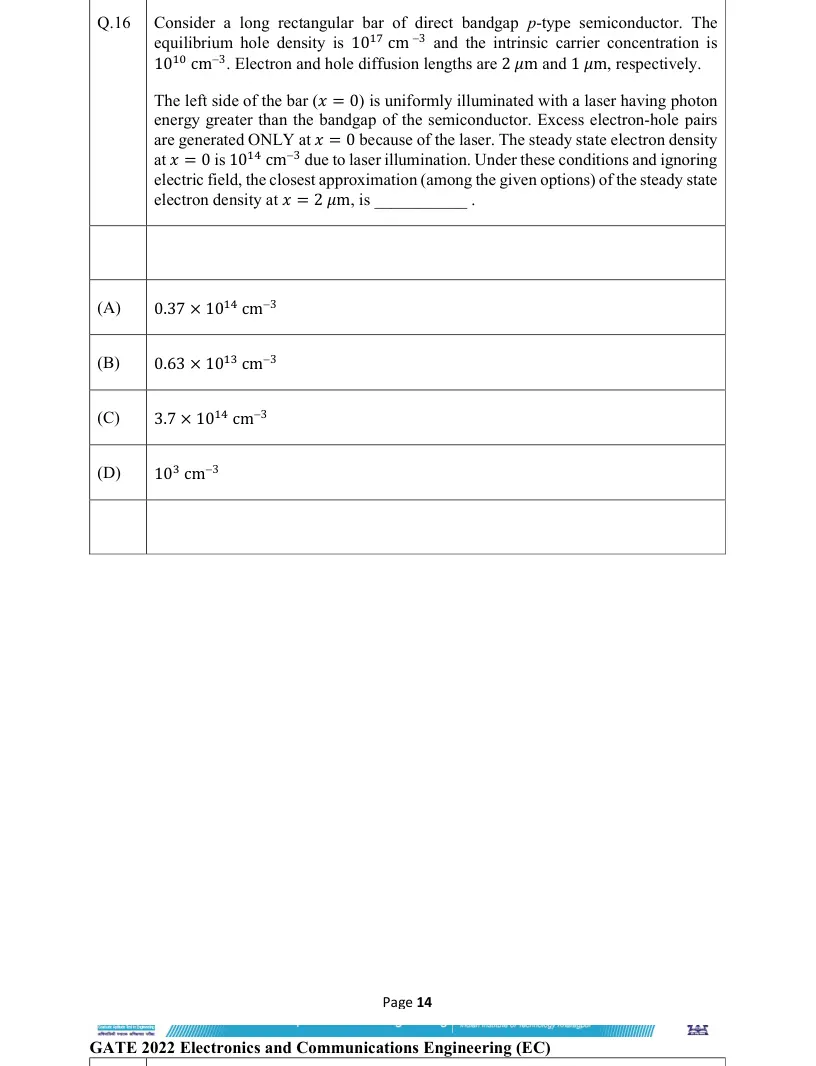 Q.16 Consider a long rectangular bar of direct bandgap p-type semiconductor. The
equilibrium hole density is 10¹⁷ cm⁻³ and the intrinsic carrier concentration is
10¹⁰ cm⁻³. Electron and hole diffusion lengths are 2 μm and 1 μm, respectively.
The left side of the bar (x = 0) is uniformly illuminated with a laser having photon
energy greater than the bandgap of the semiconductor. Excess electron-hole pairs
are generated ONLY at x = 0 because of the laser. The steady state electron density
at x = 0 is 10¹⁴ cm⁻³ due to laser illumination. Under these conditions and ignoring
electric field, the closest approximation (among the given options) of the steady state
electron density at x = 2 μm, is ____________ .
(A) 0.37 × 10¹⁴ cm⁻³
(B) 0.63 × 10¹³ cm⁻³
(C) 3.7 × 10¹⁴ cm⁻³
(D) 10³ cm⁻³
Page 14
GATE 2022 Electronics and Communications Engineering (EC)